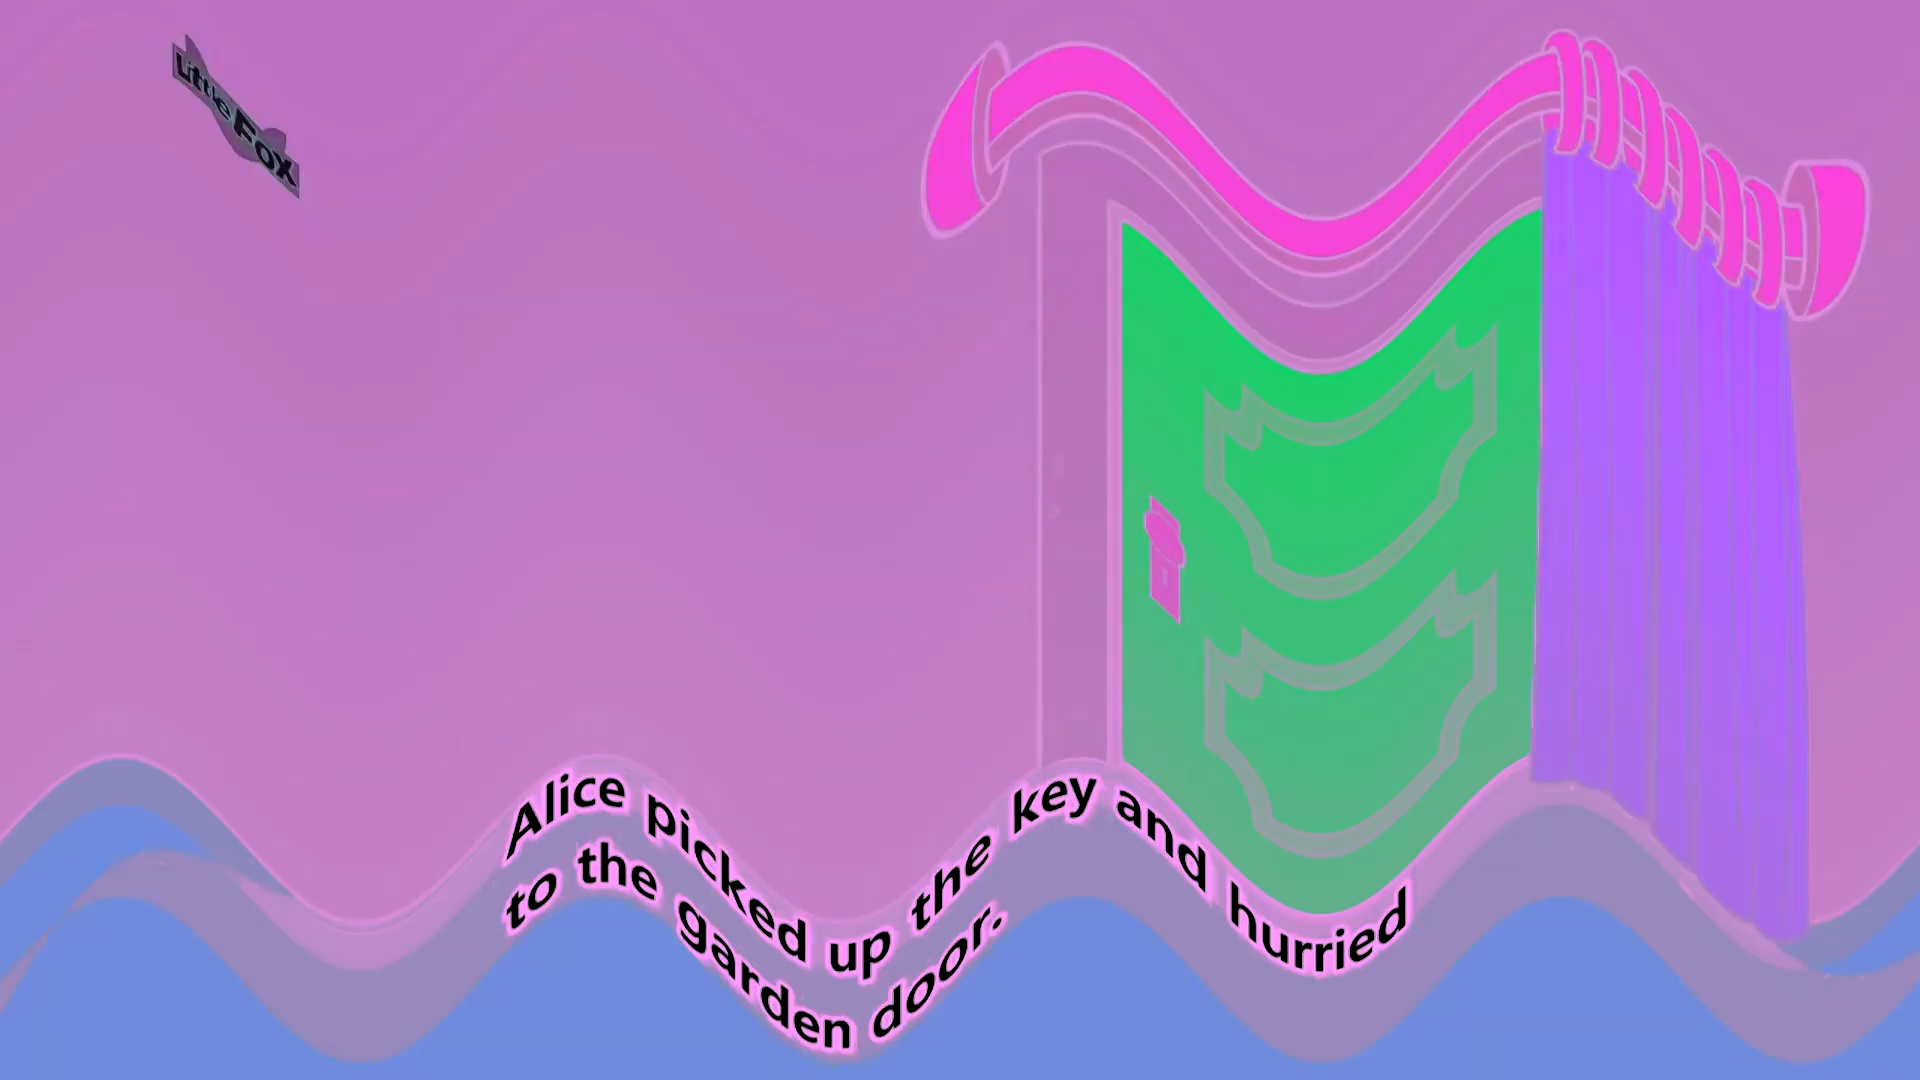 Little Fox
Alice picked up the key and hurried
to the garden door.